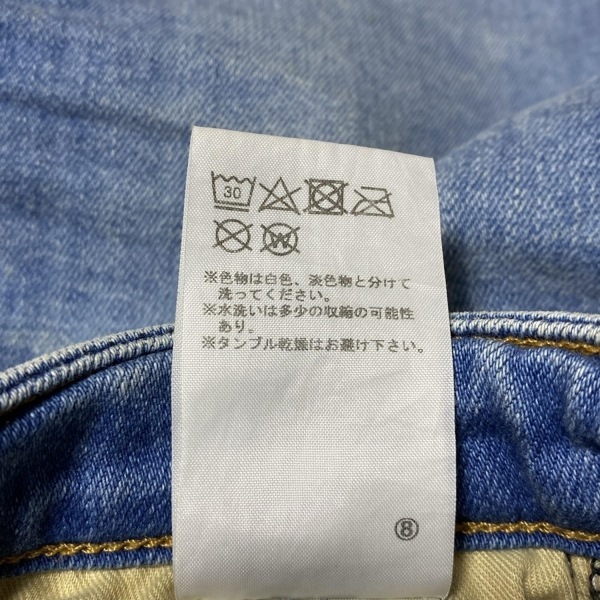 30
W
※色物は白色、淡色物と分けて
洗ってください。
※水洗いは多少の収縮の可能性
あり。
※タンブル乾燥はお避け下さい。
⑧